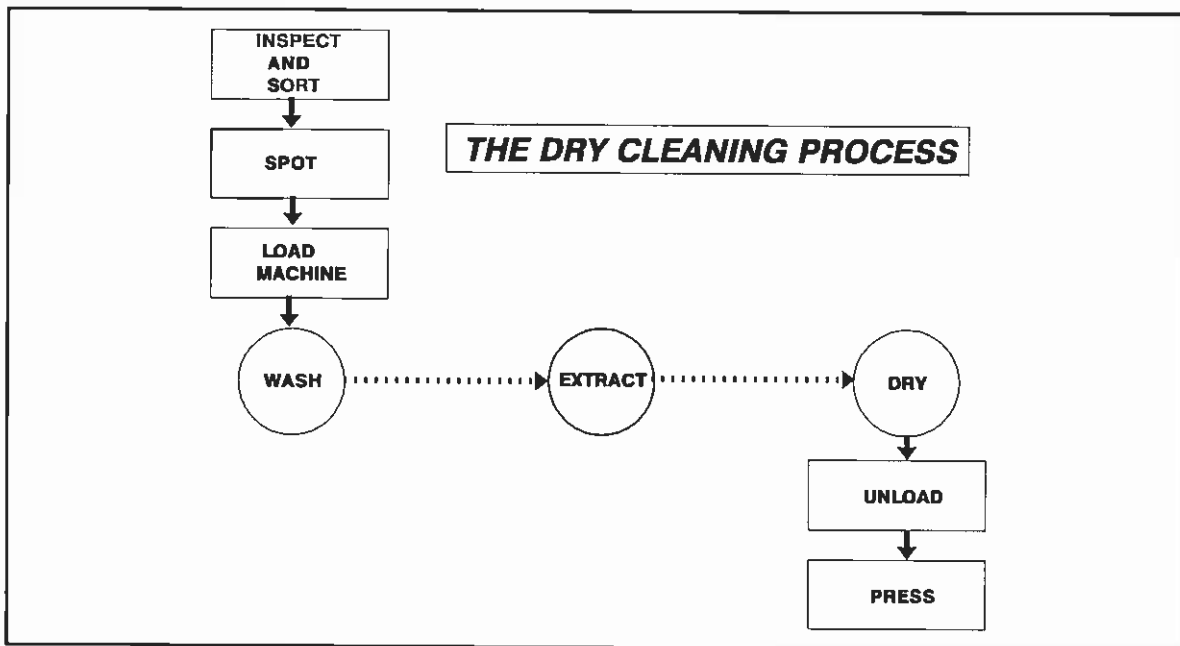 INSPECT
AND
SORT
THE DRY CLEANING PROCESS
SPOT
LOAD
MACHINE
WASH
EXTRACT
DRY
UNLOAD
PRESS